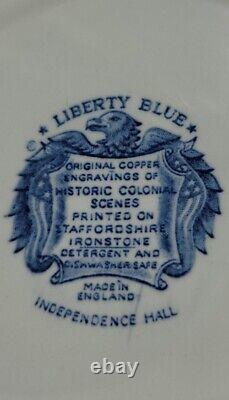 ★ LIBERTY BLUE ★
©
ORIGINAL COPPER
ENGRAVINGS OF
HISTORIC COLONIAL
SCENES
PRINTED ON
STAFFORDSHIRE
IRONSTONE
DETERGENT AND
DISHWASHER SAFE
MADE IN
ENGLAND
INDEPENDENCE HALL
ebay